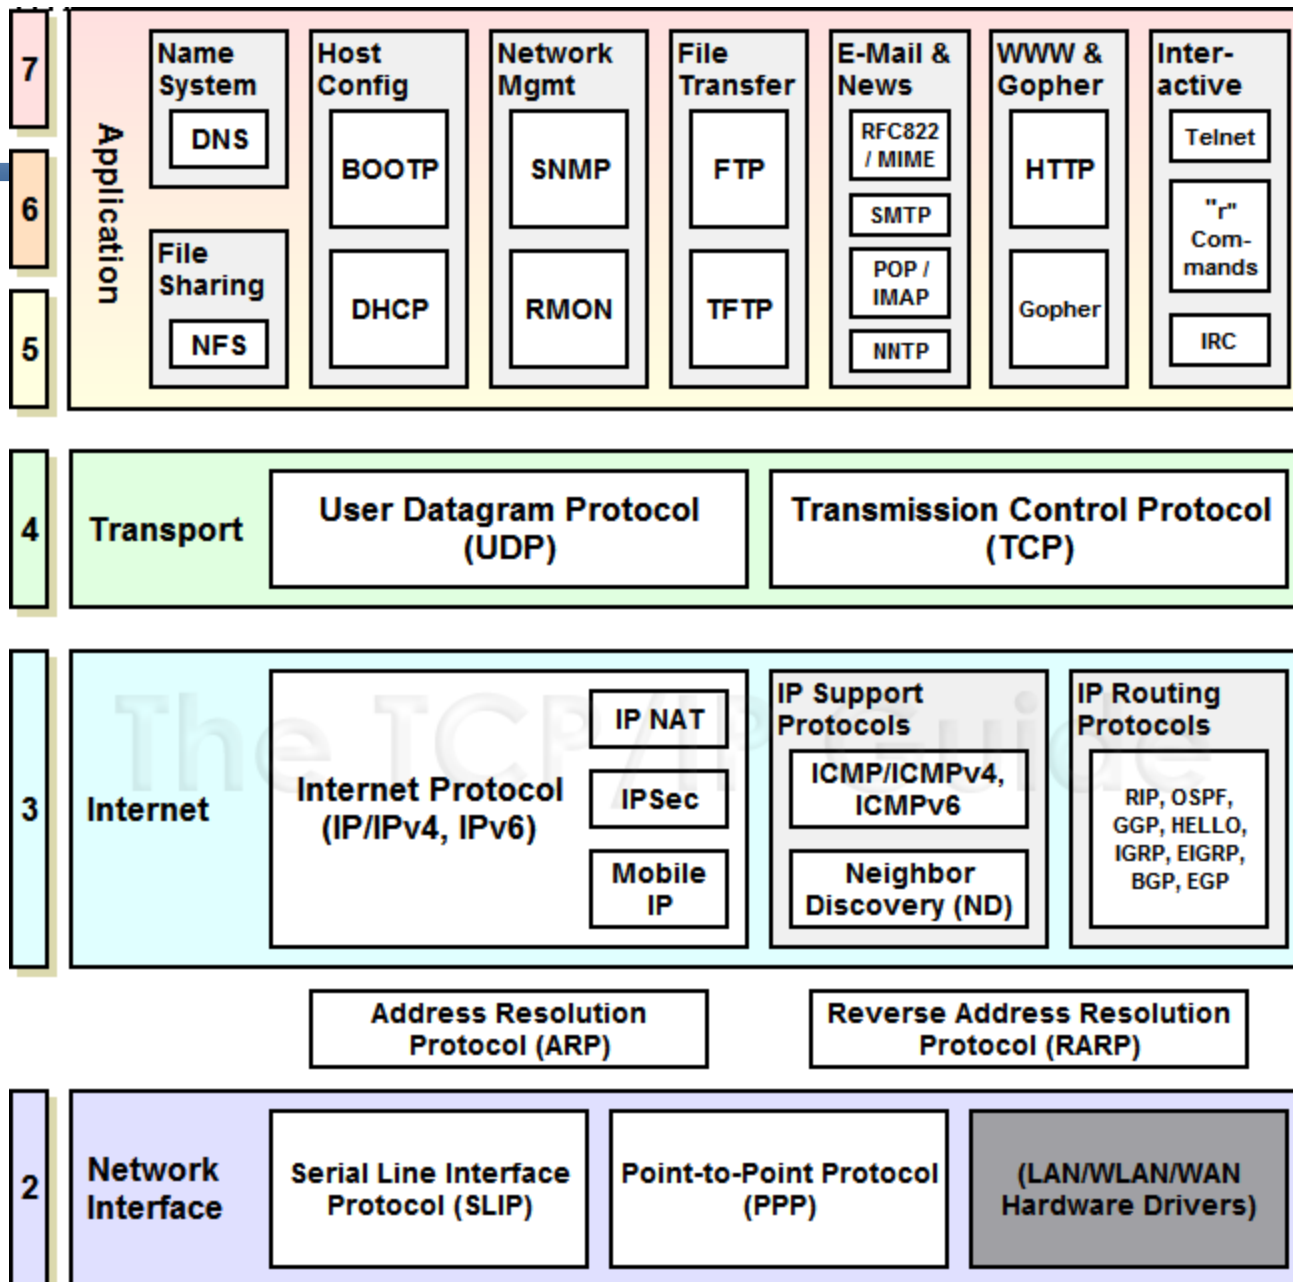 7
6
5
Application
Name
System
DNS
File
Sharing
NFS
Host
Config
BOOTP
DHCP
Network
Mgmt
SNMP
RMON
File
Transfer
FTP
TFTP
E-Mail &
News
RFC822
/ MIME
SMTP
POP /
IMAP
NNTP
WWW &
Gopher
HTTP
Gopher
Inter-
active
Telnet
"r"
Com-
mands
IRC
4
Transport
User Datagram Protocol
(UDP)
Transmission Control Protocol
(TCP)
The TCP/IP Guide
3
Internet
Internet Protocol
(IP/IPv4, IPv6)
IP NAT
IPSec
Mobile
IP
IP Support
Protocols
ICMP/ICMPv4,
ICMPv6
Neighbor
Discovery (ND)
IP Routing
Protocols
RIP, OSPF,
GGP, HELLO,
IGRP, EIGRP,
BGP, EGP
Address Resolution
Protocol (ARP)
Reverse Address Resolution
Protocol (RARP)
2
Network
Interface
Serial Line Interface
Protocol (SLIP)
Point-to-Point Protocol
(PPP)
(LAN/WLAN/WAN
Hardware Drivers)